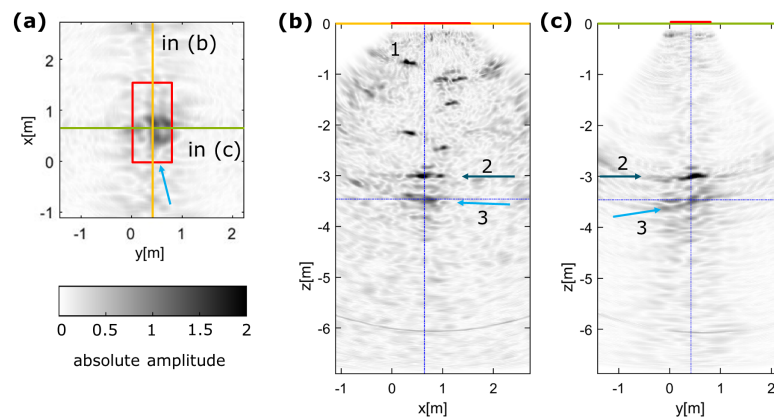 (a)
2
1
0
-1
x[m]
in (b)
in (c)
-1 0 1 2
y[m]
0 0.5 1 1.5 2
absolute amplitude
(b)
0
-1
-2
-3
-4
-5
-6
z[m]
1
2
3
-1 0 1 2
x[m]
(c)
0
-1
-2
-3
-4
-5
-6
z[m]
2
3
-1 0 1 2
y[m]